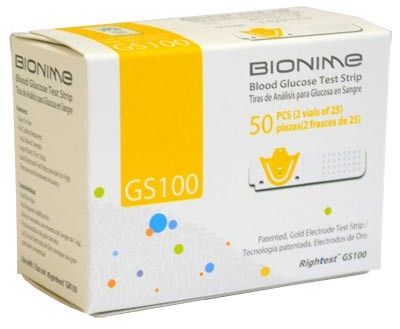 BIONIME
GS100
BIONIME
Blood Glucose Test Strip
Tiras de Análisis para Glucosa en Sangre
50 PCS (2 vials of 25)
piezas(2 frascos de 25)
GS100
Patented, Gold Electrode Test Strip /
Tecnología patentada, Electrodos de Oro
Rightest™ GS100
Blood Glucose Test Strip
Tiras de Análisis para Glucosa en Sangre
Features: